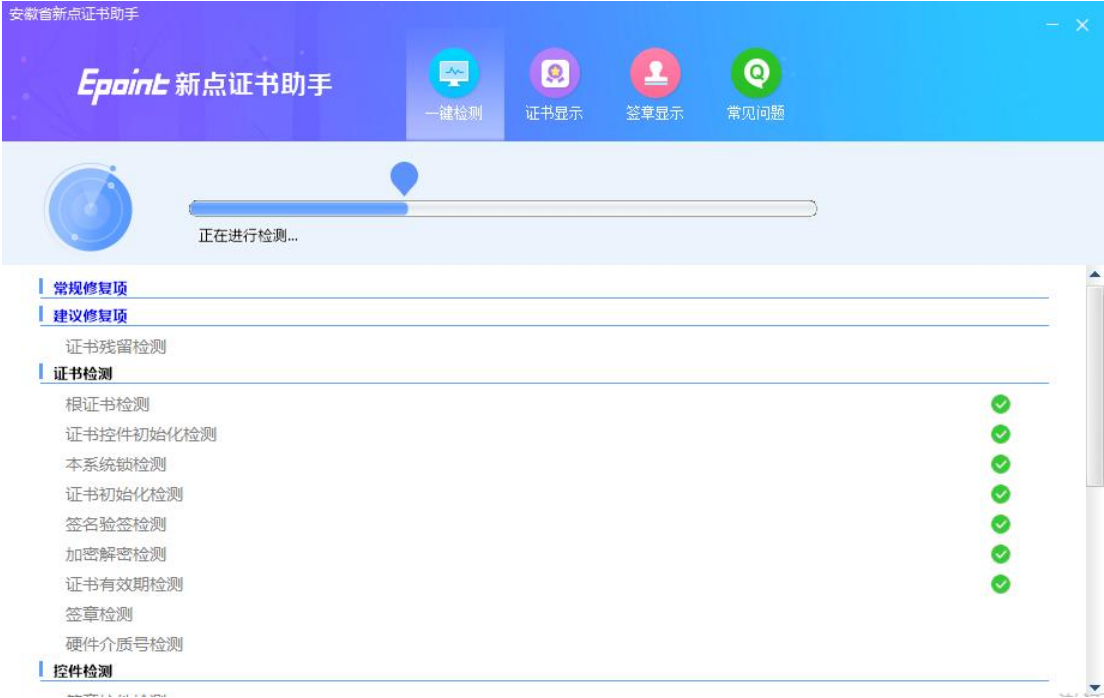 安徽省新点证书助手
Epoint 新点证书助手
一键检测
证书显示
签章显示
常见问题
正在进行检测...
常规修复项
建议修复项
证书残留检测
证书检测
根证书检测
证书控件初始化检测
本系统锁检测
证书初始化检测
签名验签检测
加密解密检测
证书有效期检测
签章检测
硬件介质号检测
控件检测